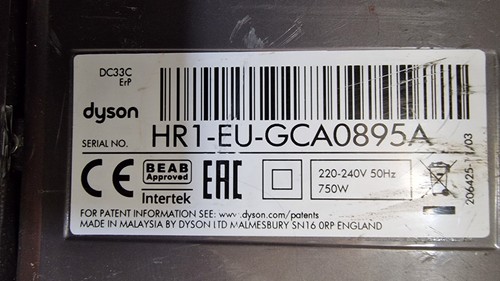 DC33C
ErP
dyson
SERIAL NO. HR1-EU-GCA0895A
CE BEAB Approved EAC 220-240V 50Hz
Intertek 750W
FOR PATENT INFORMATION SEE: www.dyson/patents
MADE IN MALAYSIA BY DYSON LTD MALMESBURY SN16 0RP ENGLAND